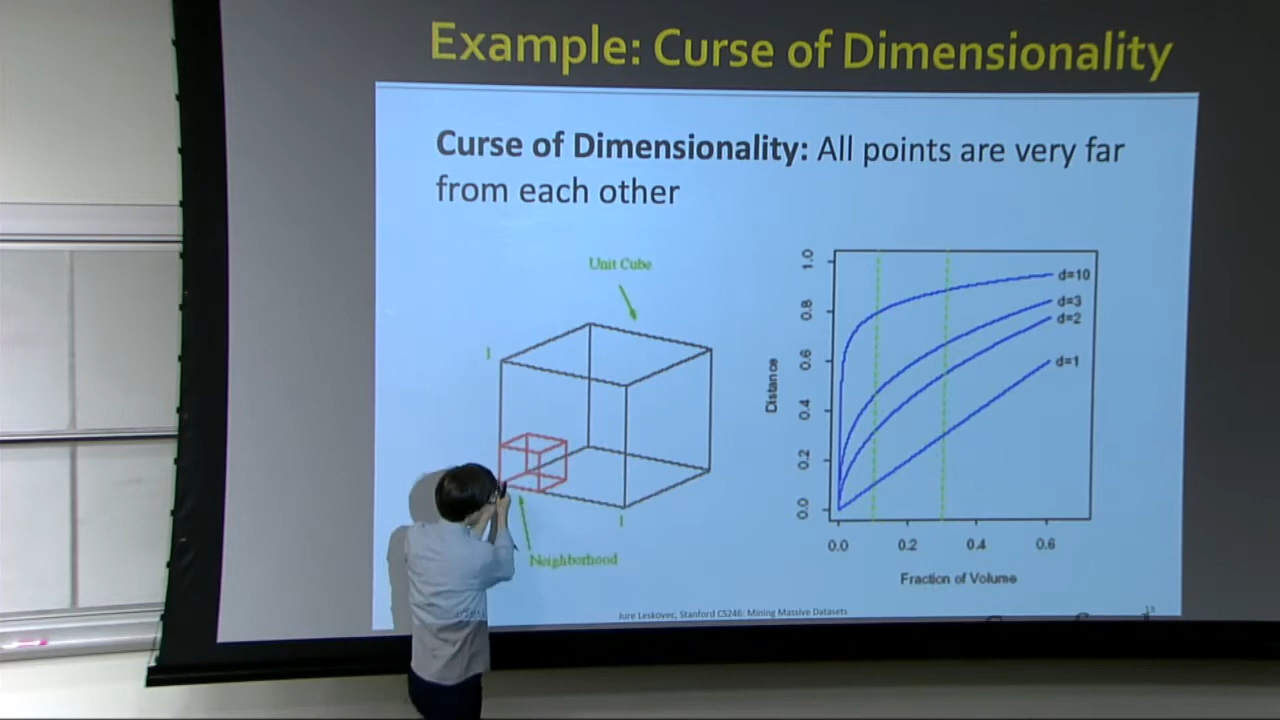 Example: Curse of Dimensionality
Curse of Dimensionality: All points are very far
from each other
Unit Cube
1
1
Neighborhood
1.0
0.8
0.6
0.4
0.2
0.0
Distance
d=10
d=3
d=2
d=1
0.0 0.2 0.4 0.6
Fraction of Volume
Jure Leskovec, Stanford CS246: Mining Massive Datasets
13